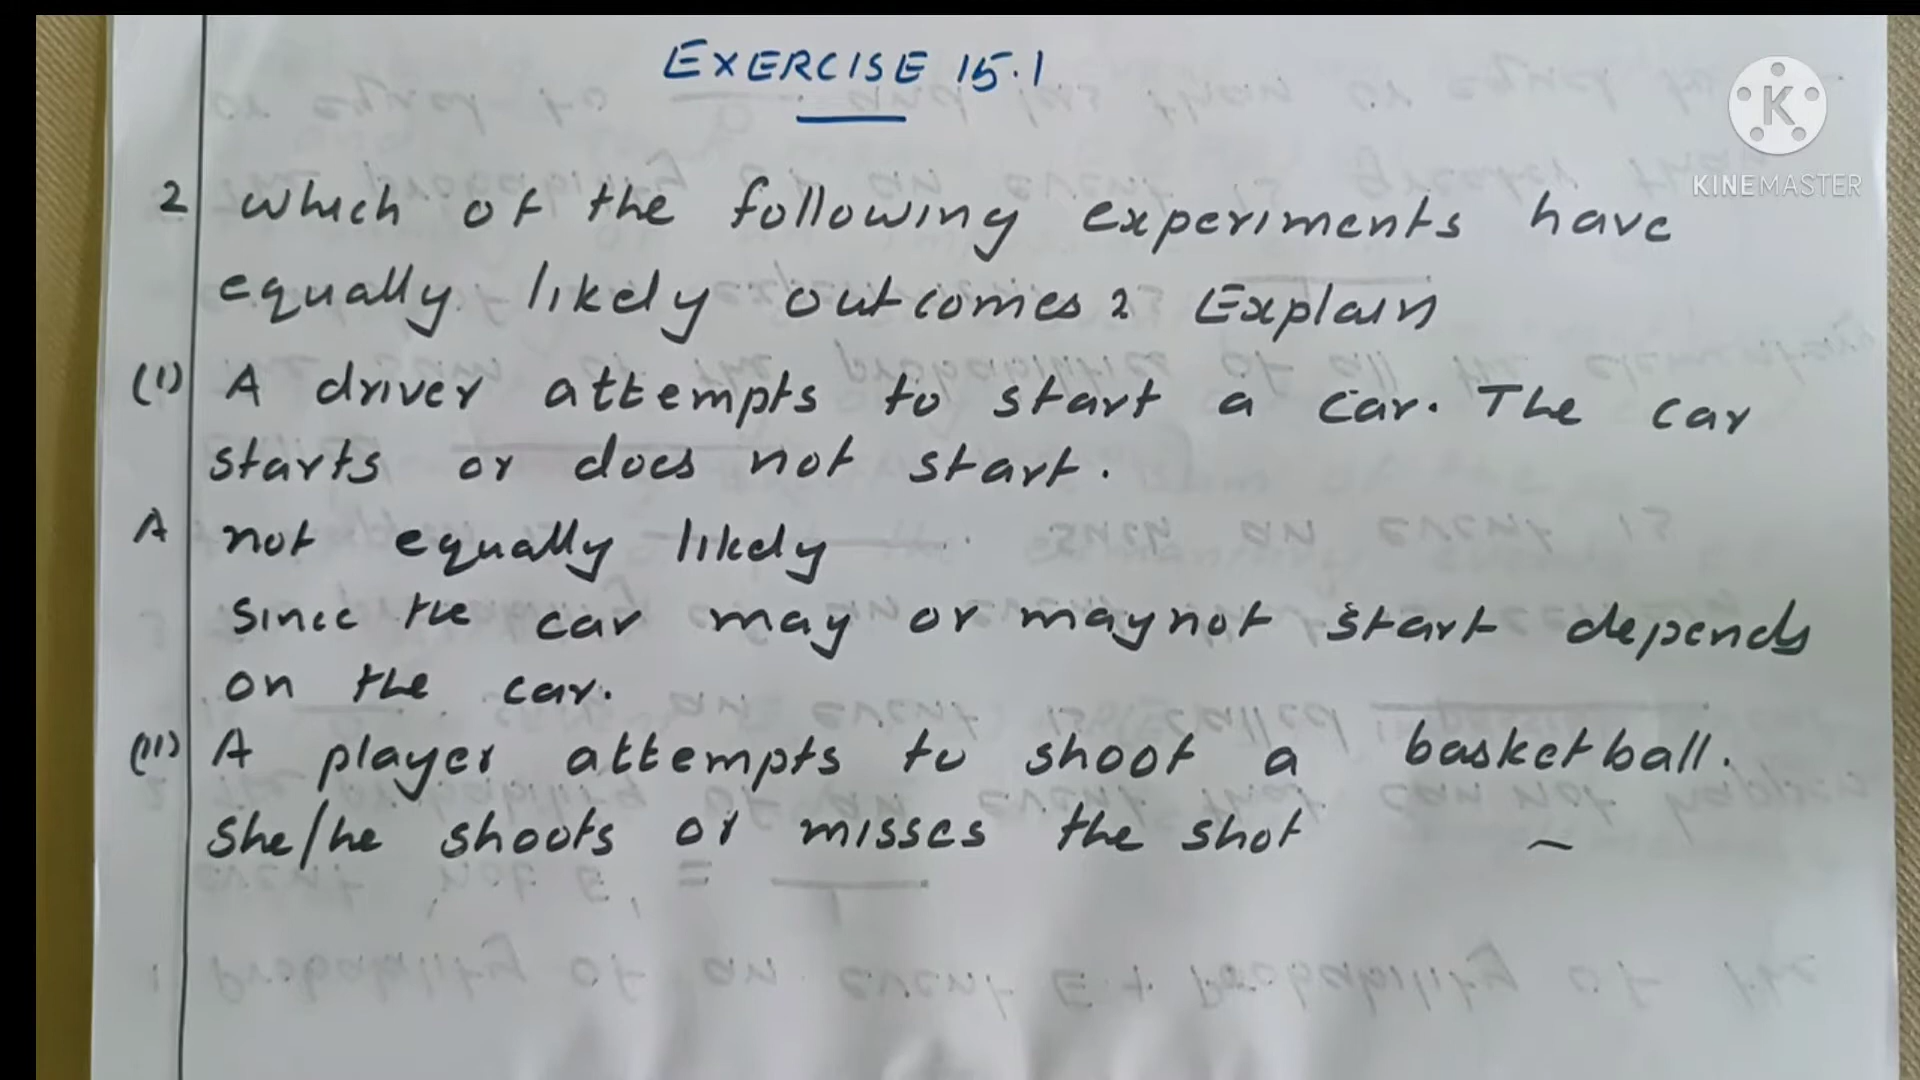 EXERCISE 15.1
K
KINEMASTER
2 which of the following experiments have
equally likely outcomes? Explain
(i) A driver attempts to start a car. The car
starts or does not start.
A not equally likely
since the car may or maynot start depends
on the car.
(ii) A player attempts to shoot a basketball.
she/he shoots or misses the shot